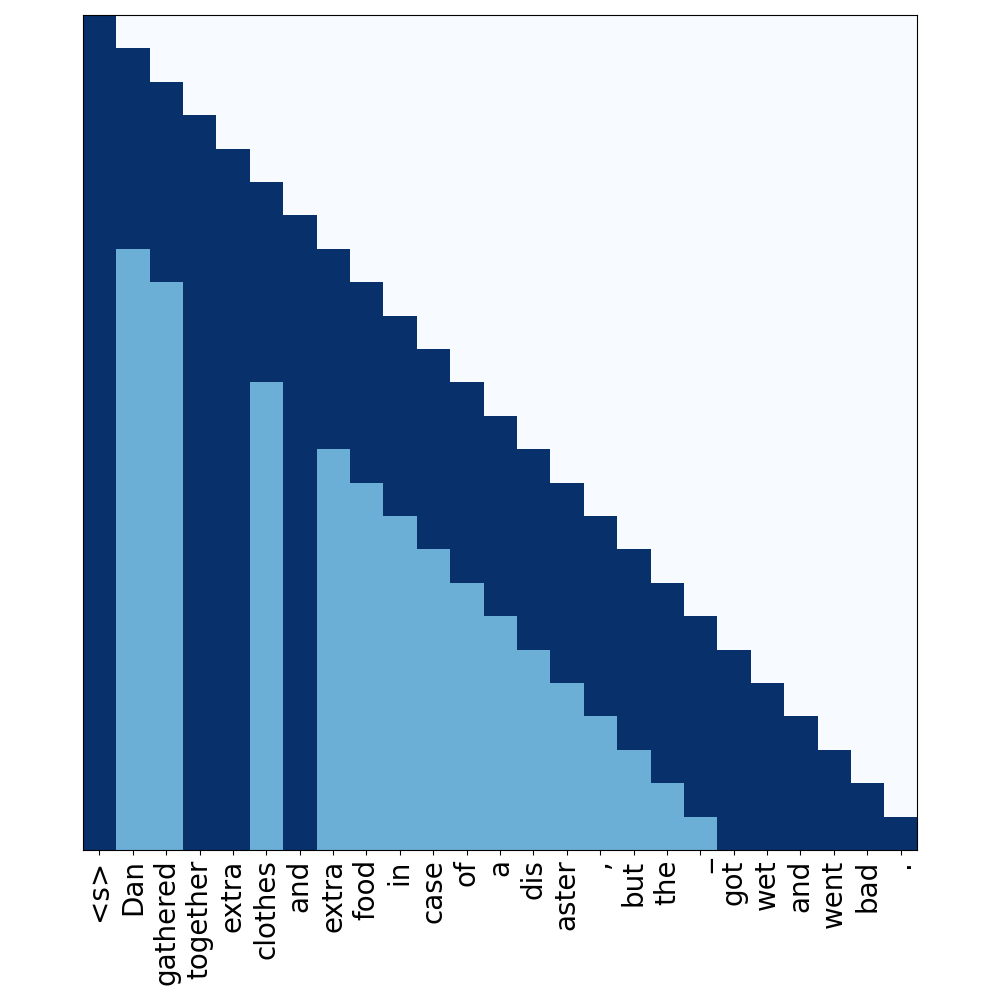 <s>
Dan
gathered
together
extra
clothes
and
extra
food
in
case
of
a
dis
aster
,
but
the
_
got
wet
and
went
bad
.